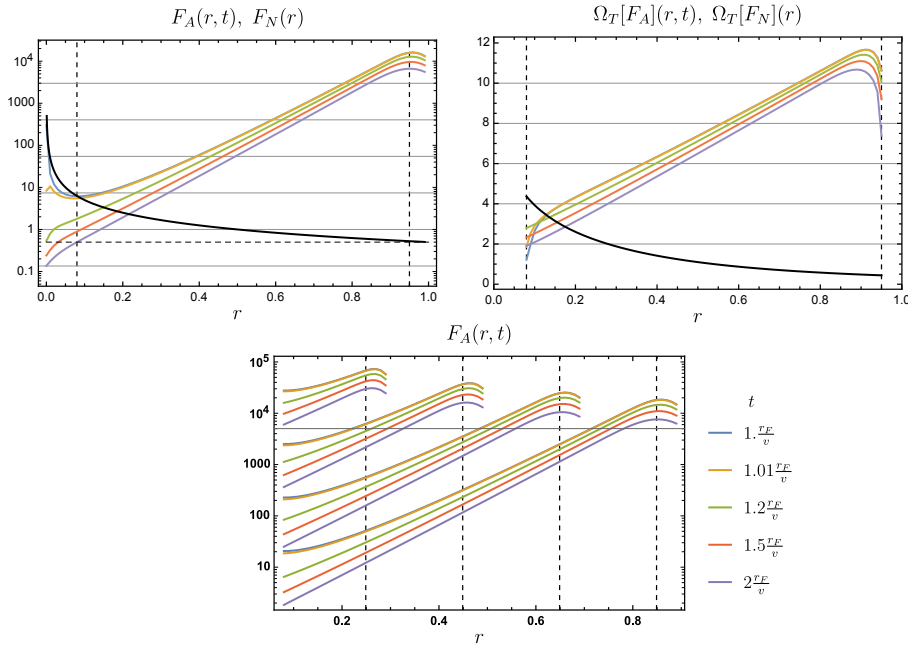 F_A(r, t), F_N(r)
10^4
1000
100
10
1
0.1
0.0 0.2 0.4 0.6 0.8 1.0
r
Ω_T[F_A](r, t), Ω_T[F_N](r)
12
10
8
6
4
2
0
0.0 0.2 0.4 0.6 0.8 1.0
r
F_A(r, t)
10^5
10^4
1000
100
10
0.2 0.4 0.6 0.8
r
t
1. r_F/v
1.01 r_F/v
1.2 r_F/v
1.5 r_F/v
2 r_F/v